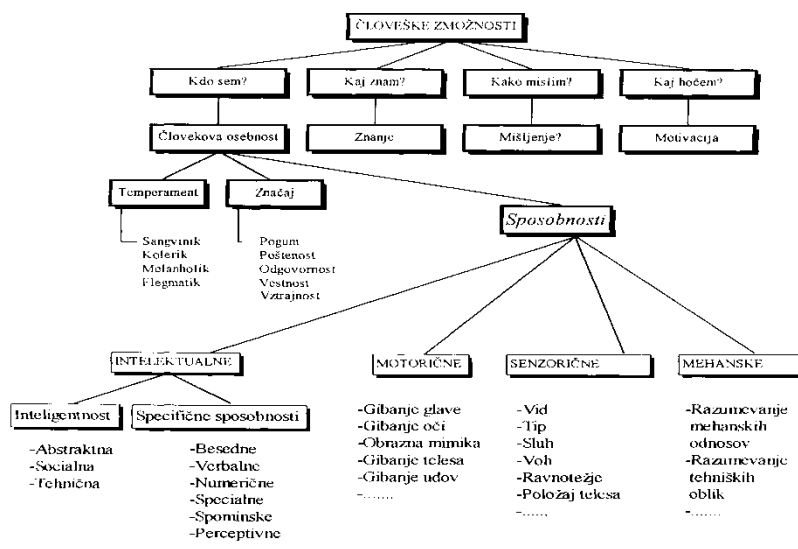 ČLOVEŠKE ZMOŽNOSTI
Kdo sem?
Kaj znam?
Kako mislim?
Kaj hočem?
Človekova osebnost
Znanje
Mišljenje?
Motivacija
Temperament
Značaj
Sposobnosti
Sangvinik
Kolerik
Melanholik
Flegmatik
Pogum
Poštenost
Odgovornost
Vestnost
Vztrajnost
INTELEKTUALNE
MOTORIČNE
SENZORIČNE
MEHANSKE
Inteligentnost
Specifične sposobnosti
-Abstraktna
-Socialna
-Tehnična
-Besedne
-Verbalne
-Numerične
-Specialne
-Spominske
-Perceptivne
-Gibanje glave
-Gibanje oči
-Obrazna mimika
-Gibanje telesa
-Gibanje udov
-.......
-Vid
-Tip
-Sluh
-Voh
-Ravnotežje
-Položaj telesa
-.....,
-Razumevanje
mehanskih
odnosov
-Razumevanje
tehniških
oblik
-.......